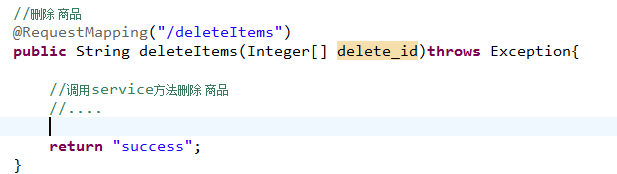 //删除商品
@RequestMapping("/deleteItems")
public String deleteItems(Integer[] delete_id)throws Exception{
//调用service方法删除商品
//....
return "success";
}